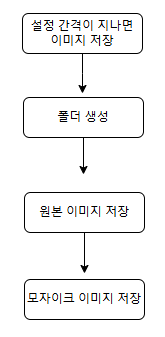 설정 간격이 지나면
이미지 저장
폴더 생성
원본 이미지 저장
모자이크 이미지 저장